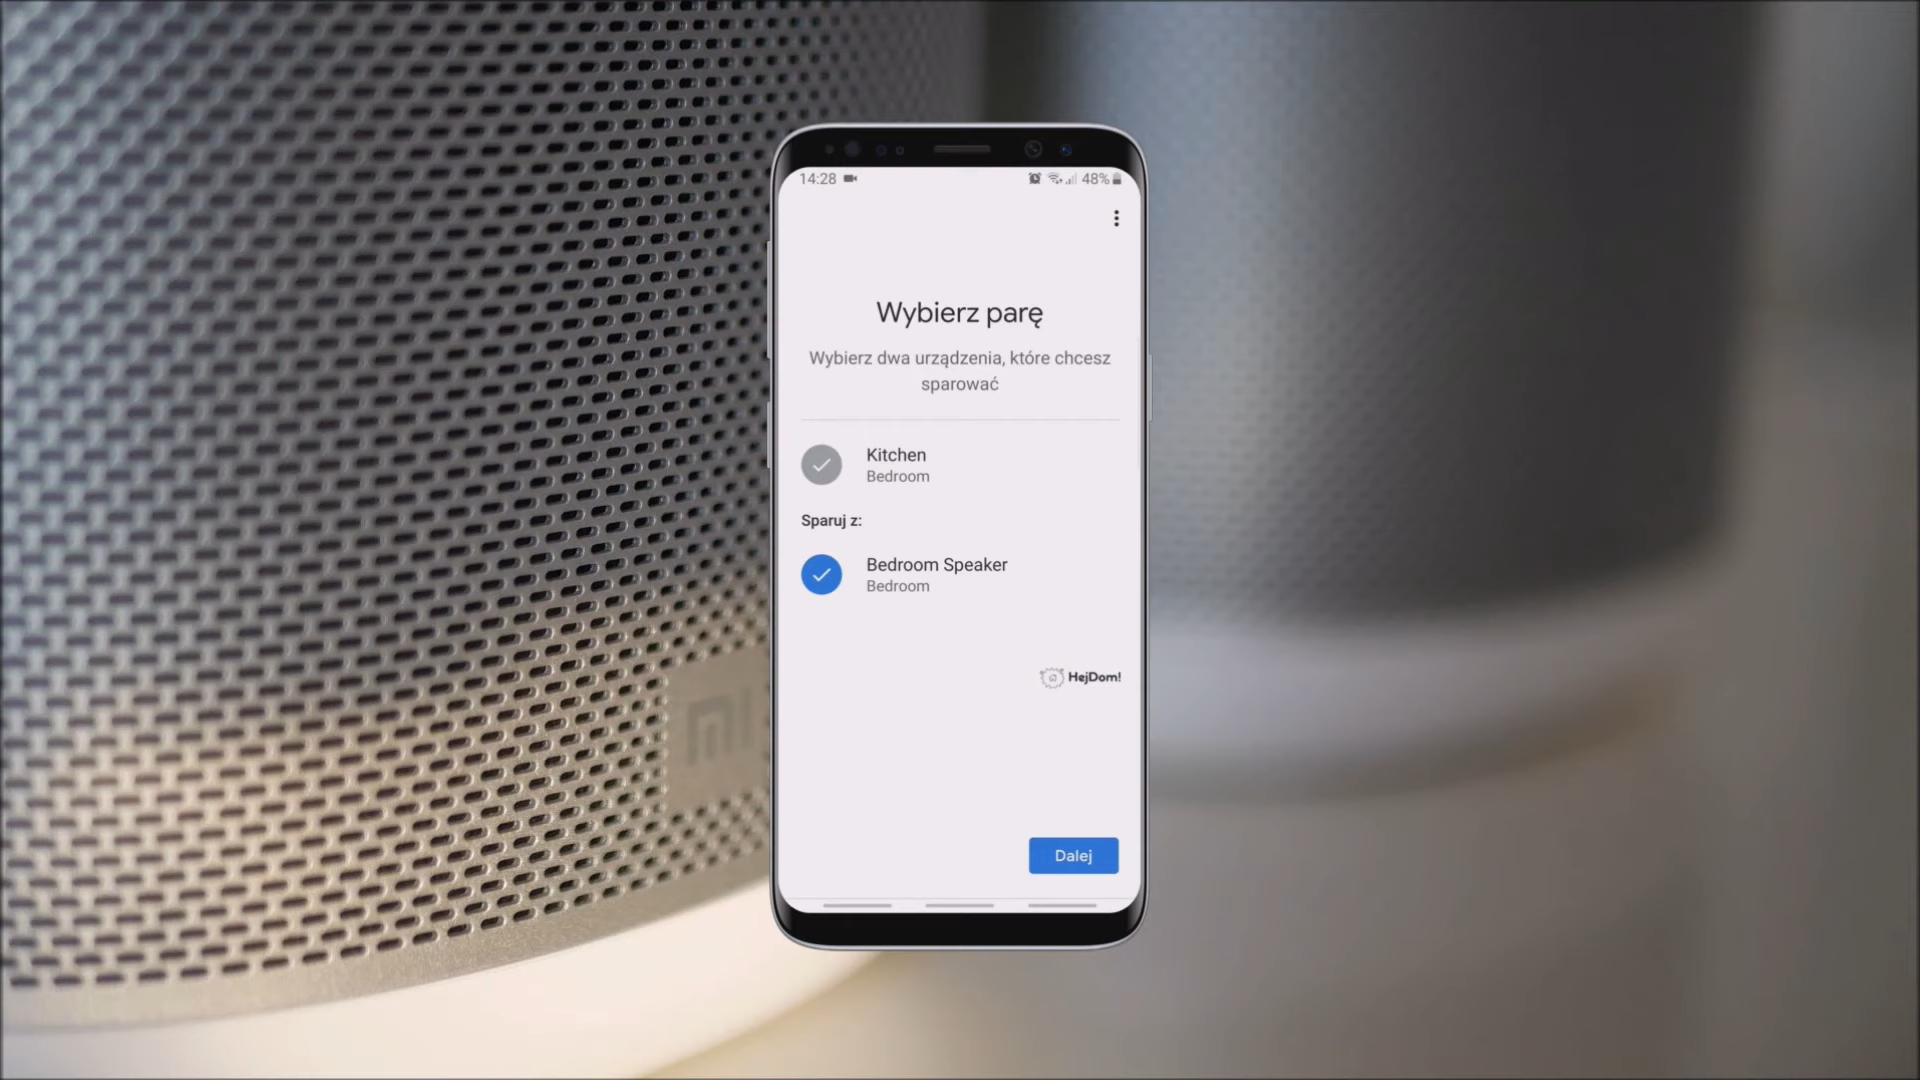 14:28
48%
Wybierz parę
Wybierz dwa urządzenia, które chcesz
sparować
Kitchen
Bedroom
Sparuj z:
Bedroom Speaker
Bedroom
HejDom!
mi
Dalej